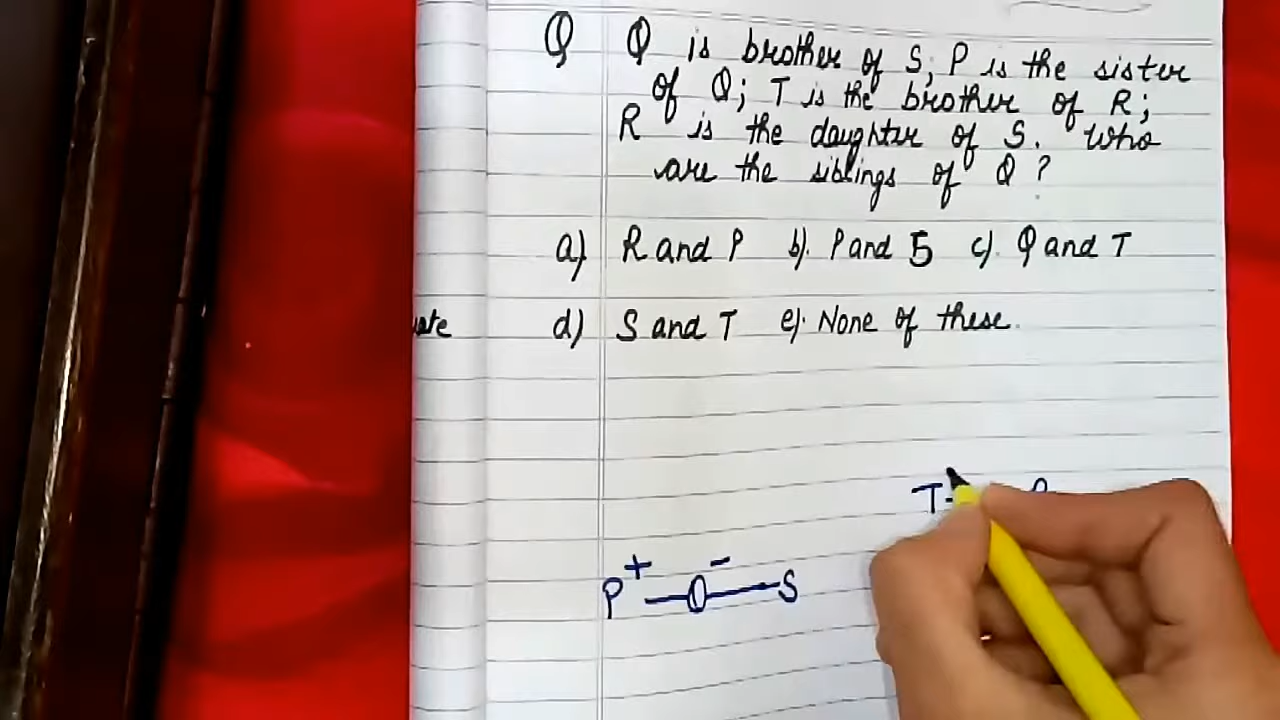 Q Q is brother of S; P is the sister
of Q; T is the brother of R;
R is the daughter of S. Who
are the siblings of Q?
a) R and P b). P and 5 c). Q and T
d) S and T e). None of these.
T-
P+ — Q- — S